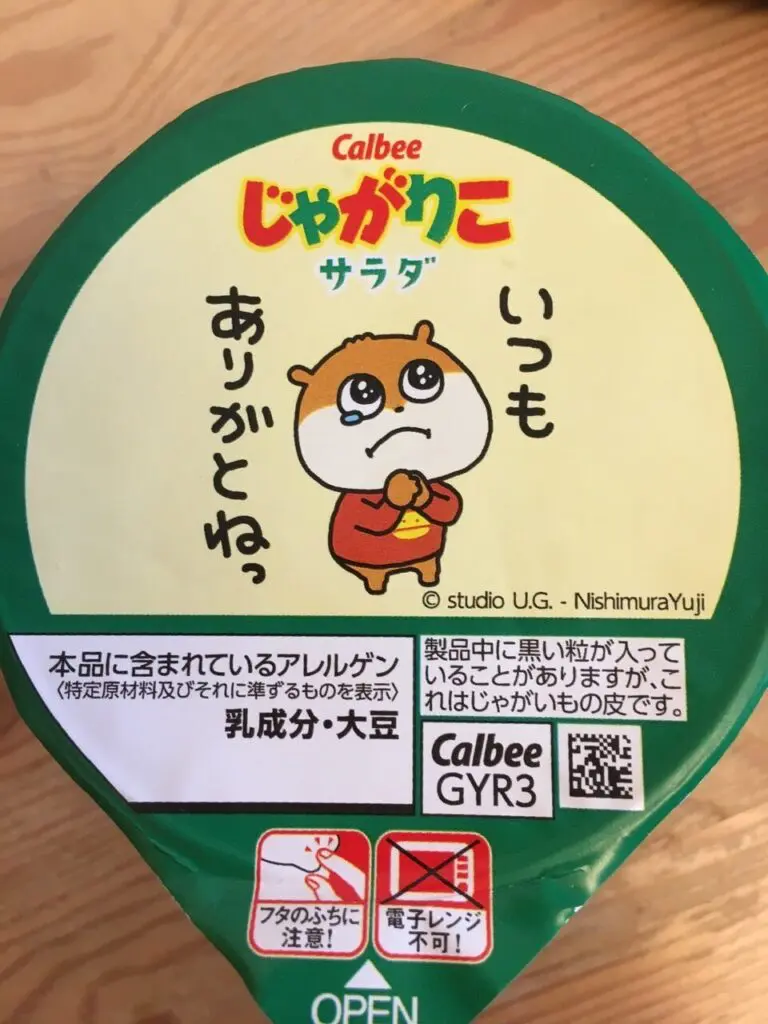 Calbee
じゃがりこ
サラダ
いつも
ありがとねっ
© studio U.G. - NishimuraYuji
本品に含まれているアレルゲン
〈特定原材料及びそれに準ずるものを表示〉
乳成分・大豆
製品中に黒い粒が入って
いることがありますが、こ
れはじゃがいもの皮です。
Calbee
GYR3
フタのふちに
注意!
電子レンジ
不可!
OPEN